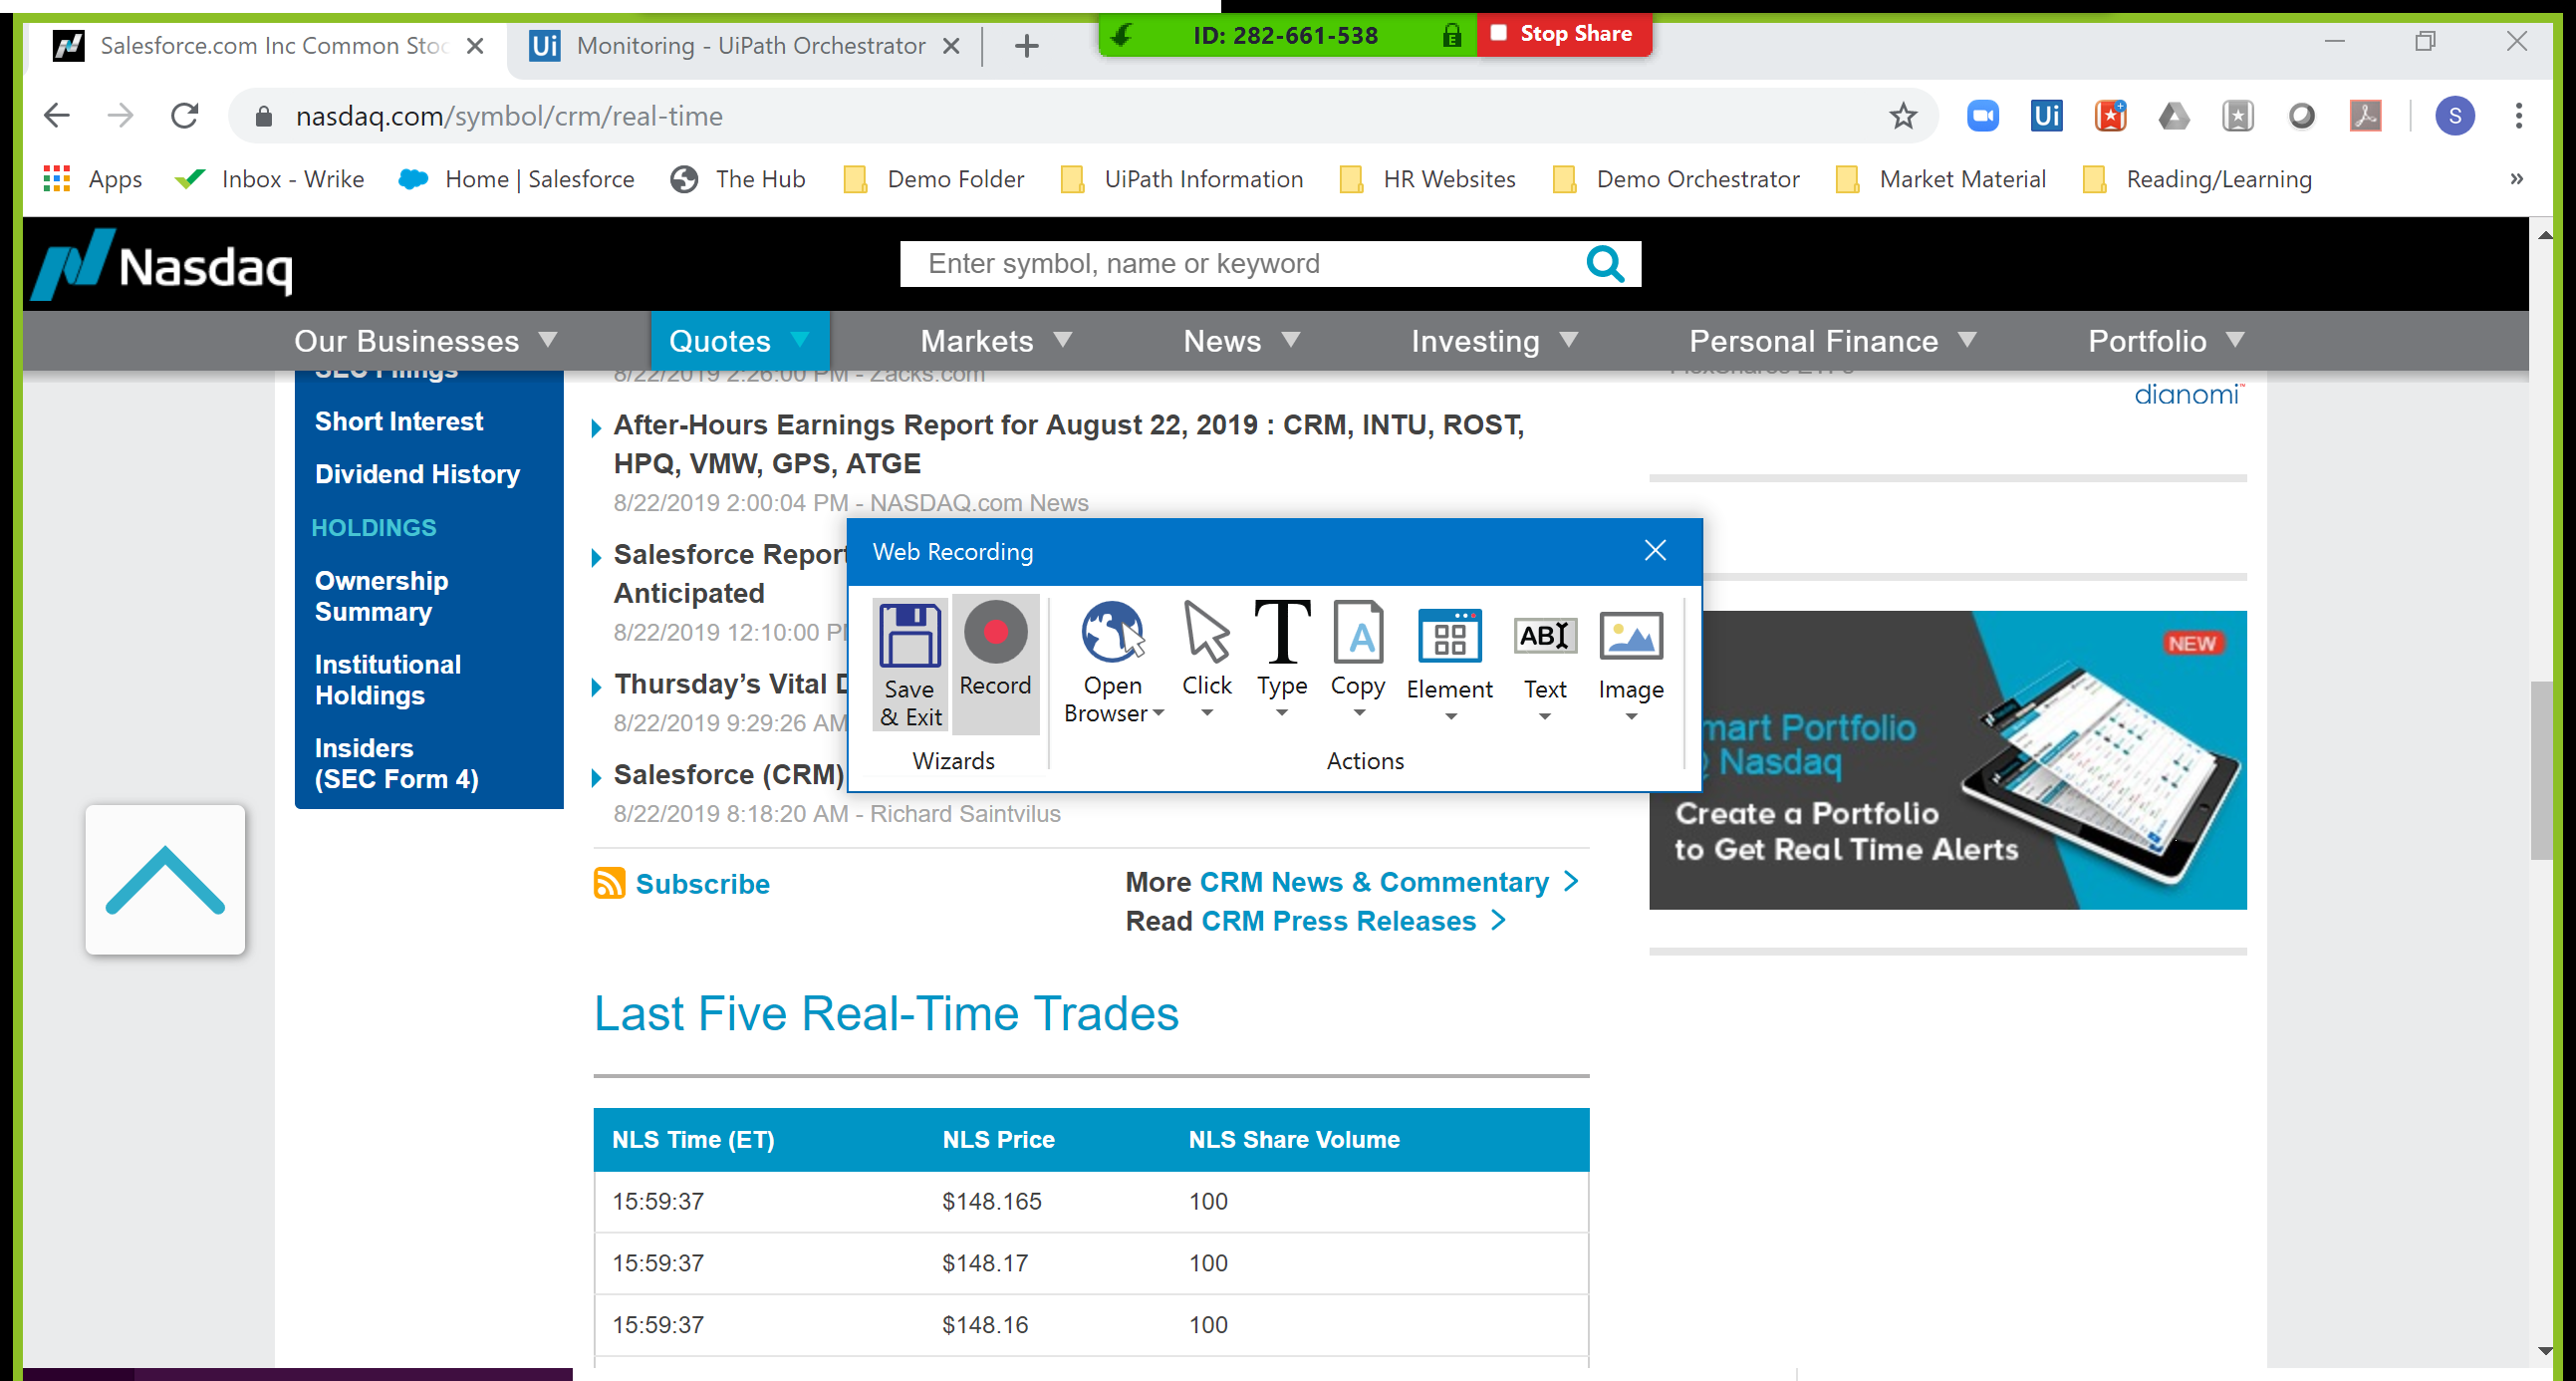 Salesforce.com Inc Common Stoc
Ui Monitoring - UiPath Orchestrator
ID: 282-661-538
Stop Share
nasdaq.com/symbol/crm/real-time
Ui
S
Apps
Inbox - Wrike
Home | Salesforce
The Hub
Demo Folder
UiPath Information
HR Websites
Demo Orchestrator
Market Material
Reading/Learning
»
Nasdaq
Enter symbol, name or keyword
Our Businesses
Quotes
Markets
News
Investing
Personal Finance
Portfolio
SEC Filings
Short Interest
Dividend History
HOLDINGS
Ownership
Summary
Institutional
Holdings
Insiders
(SEC Form 4)
8/22/2019 2:26:00 PM - Zacks.com
After-Hours Earnings Report for August 22, 2019 : CRM, INTU, ROST,
HPQ, VMW, GPS, ATGE
8/22/2019 2:00:04 PM - NASDAQ.com News
Salesforce Report
Anticipated
8/22/2019 12:10:00 PM
Thursday’s Vital D
8/22/2019 9:29:26 AM
Salesforce (CRM)
8/22/2019 8:18:20 AM - Richard Saintvilus
Subscribe
More CRM News & Commentary >
Read CRM Press Releases >
Web Recording
Save
& Exit
Record
Wizards
Open
Browser
Click
Type
Copy
Element
Text
Image
Actions
dianomi™
NEW
mart Portfolio
@ Nasdaq
Create a Portfolio
to Get Real Time Alerts
Last Five Real-Time Trades
NLS Time (ET) NLS Price NLS Share Volume
15:59:37 $148.165 100
15:59:37 $148.17 100
15:59:37 $148.16 100